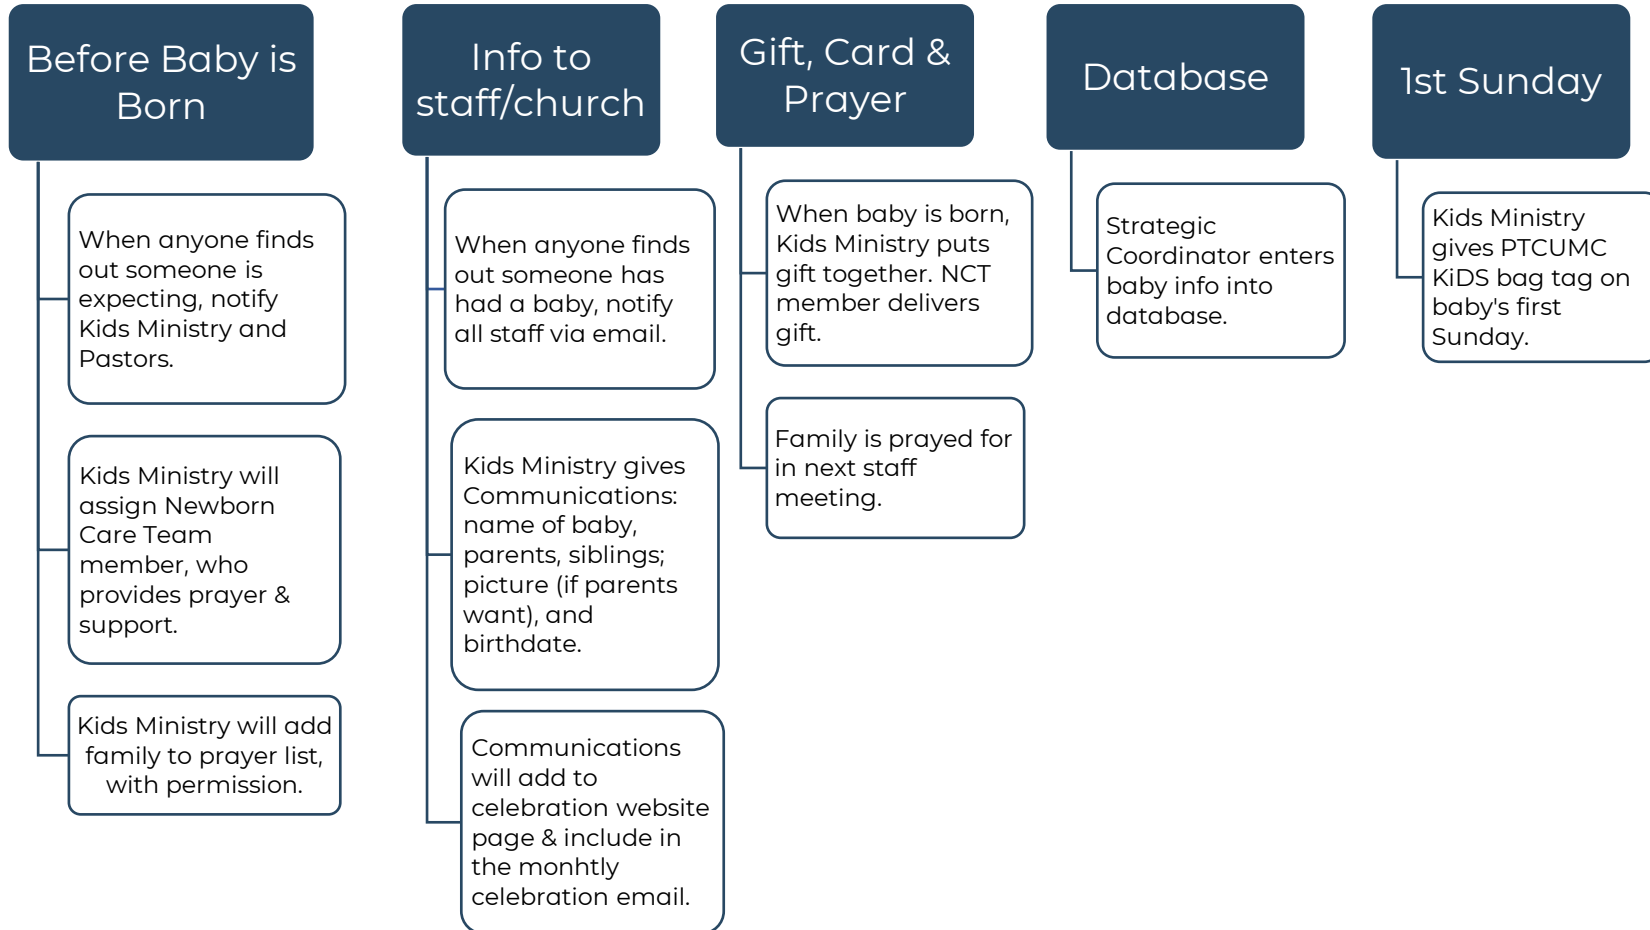 Before Baby is
Born
When anyone finds
out someone is
expecting, notify
Kids Ministry and
Pastors.
Kids Ministry will
assign Newborn
Care Team
member, who
provides prayer &
support.
Kids Ministry will add
family to prayer list,
with permission.
Info to
staff/church
When anyone finds
out someone has
had a baby, notify
all staff via email.
Kids Ministry gives
Communications:
name of baby,
parents, siblings;
picture (if parents
want), and
birthdate.
Communications
will add to
celebration website
page & include in
the monhtly
celebration email.
Gift, Card &
Prayer
When baby is born,
Kids Ministry puts
gift together. NCT
member delivers
gift.
Family is prayed for
in next staff
meeting.
Database
Strategic
Coordinator enters
baby info into
database.
1st Sunday
Kids Ministry
gives PTCUMC
KiDS bag tag on
baby's first
Sunday.